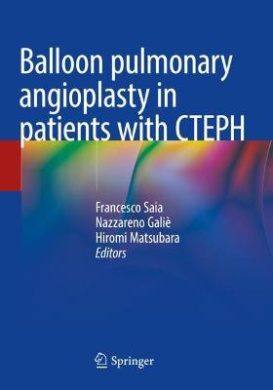 Balloon pulmonary
angioplasty in
patients with CTEPH
Francesco Saia
Nazzareno Galiè
Hiromi Matsubara
Editors
Springer